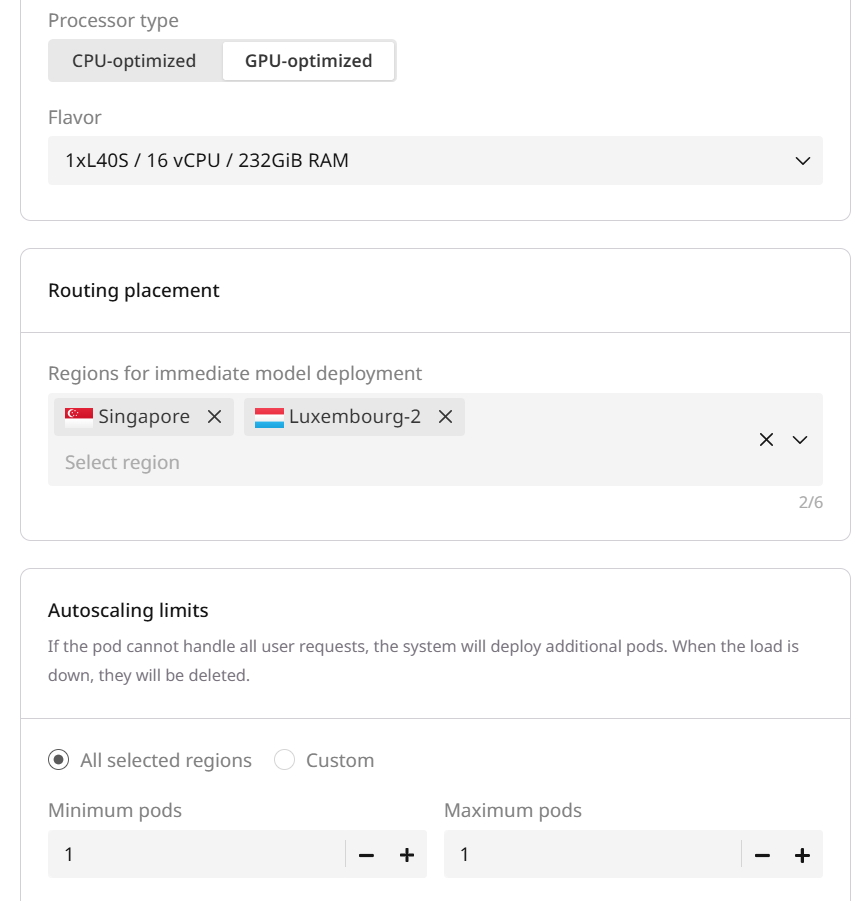 Processor type
CPU-optimized GPU-optimized
Flavor
1xL40S / 16 vCPU / 232GiB RAM
Routing placement
Regions for immediate model deployment
Singapore Luxembourg-2
Select region
2/6
Autoscaling limits
If the pod cannot handle all user requests, the system will deploy additional pods. When the load is
down, they will be deleted.
All selected regions Custom
Minimum pods Maximum pods
1 1